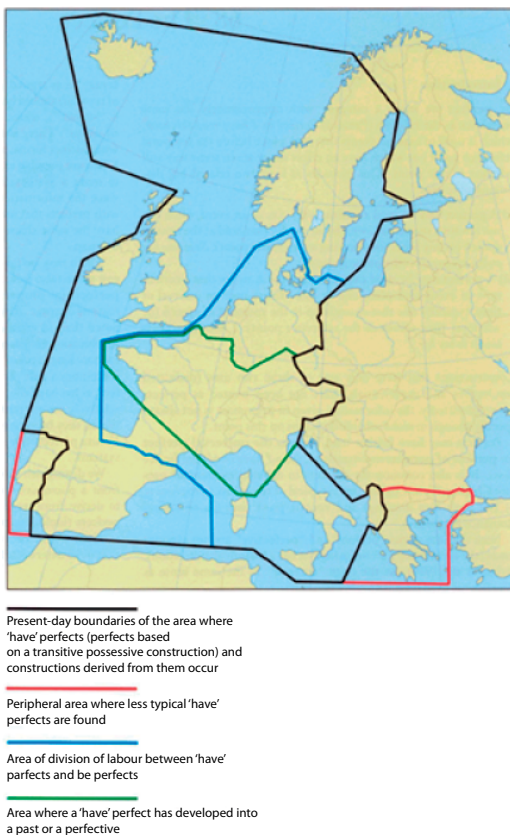 Present-day boundaries of the area where
‘have’ perfects (perfects based
on a transitive possessive construction) and
constructions derived from them occur
Peripheral area where less typical ‘have’
perfects are found
Area of division of labour between ‘have’
parfects and be perfects
Area where a ‘have’ perfect has developed into
a past or a perfective